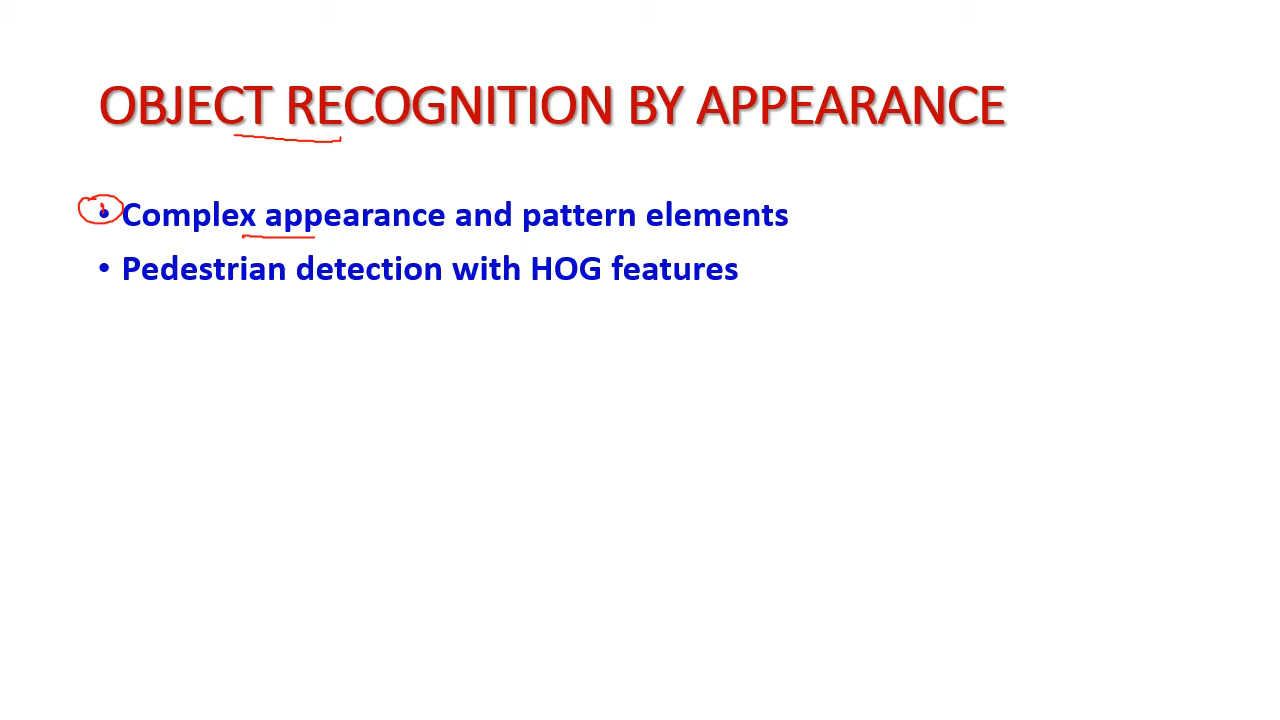 OBJECT RECOGNITION BY APPEARANCE
• Complex appearance and pattern elements
• Pedestrian detection with HOG features